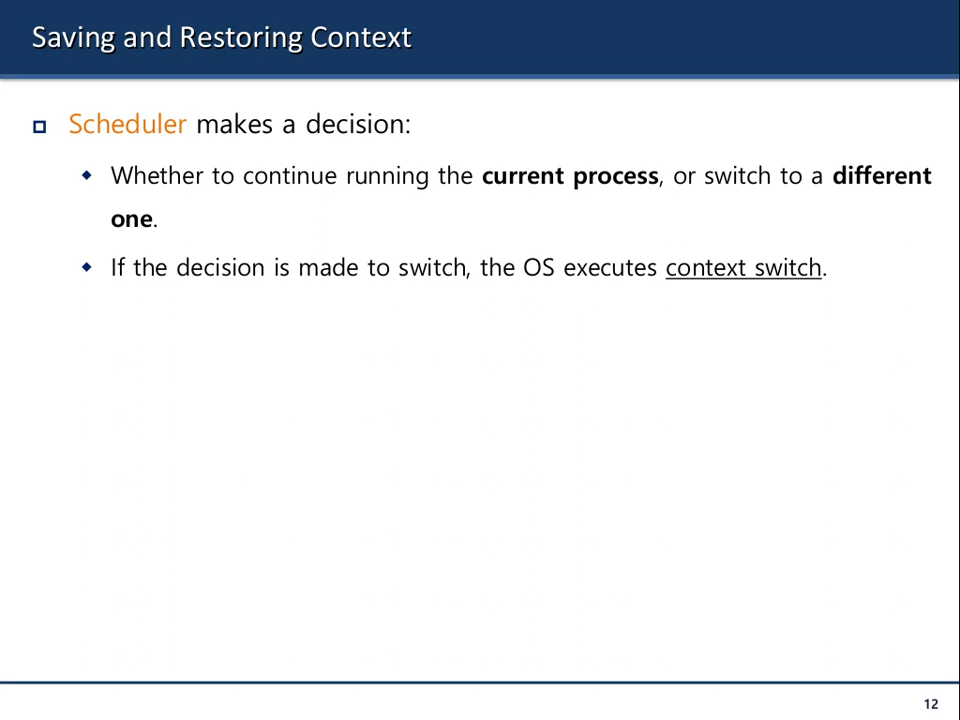 Saving and Restoring Context
Scheduler makes a decision:
Whether to continue running the current process, or switch to a different
one.
If the decision is made to switch, the OS executes context switch.
12